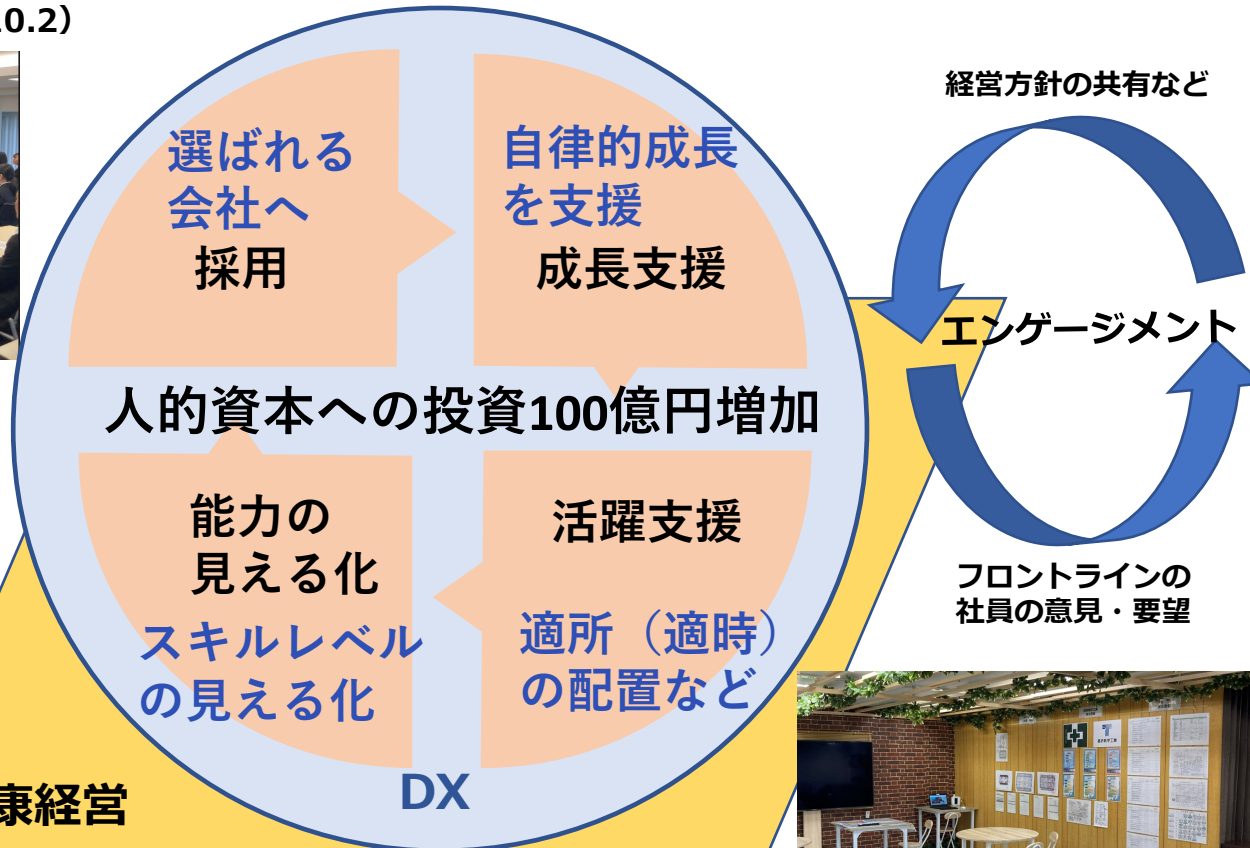 0.2）
選ばれる
会社へ
採用
自律的成長
を支援
成長支援
人的資本への投資100億円増加
能力の
見える化
スキルレベル
の見える化
活躍支援
適所（適時）
の配置など
DX
康経営
経営方針の共有など
エンゲージメント
フロントラインの
社員の意見・要望